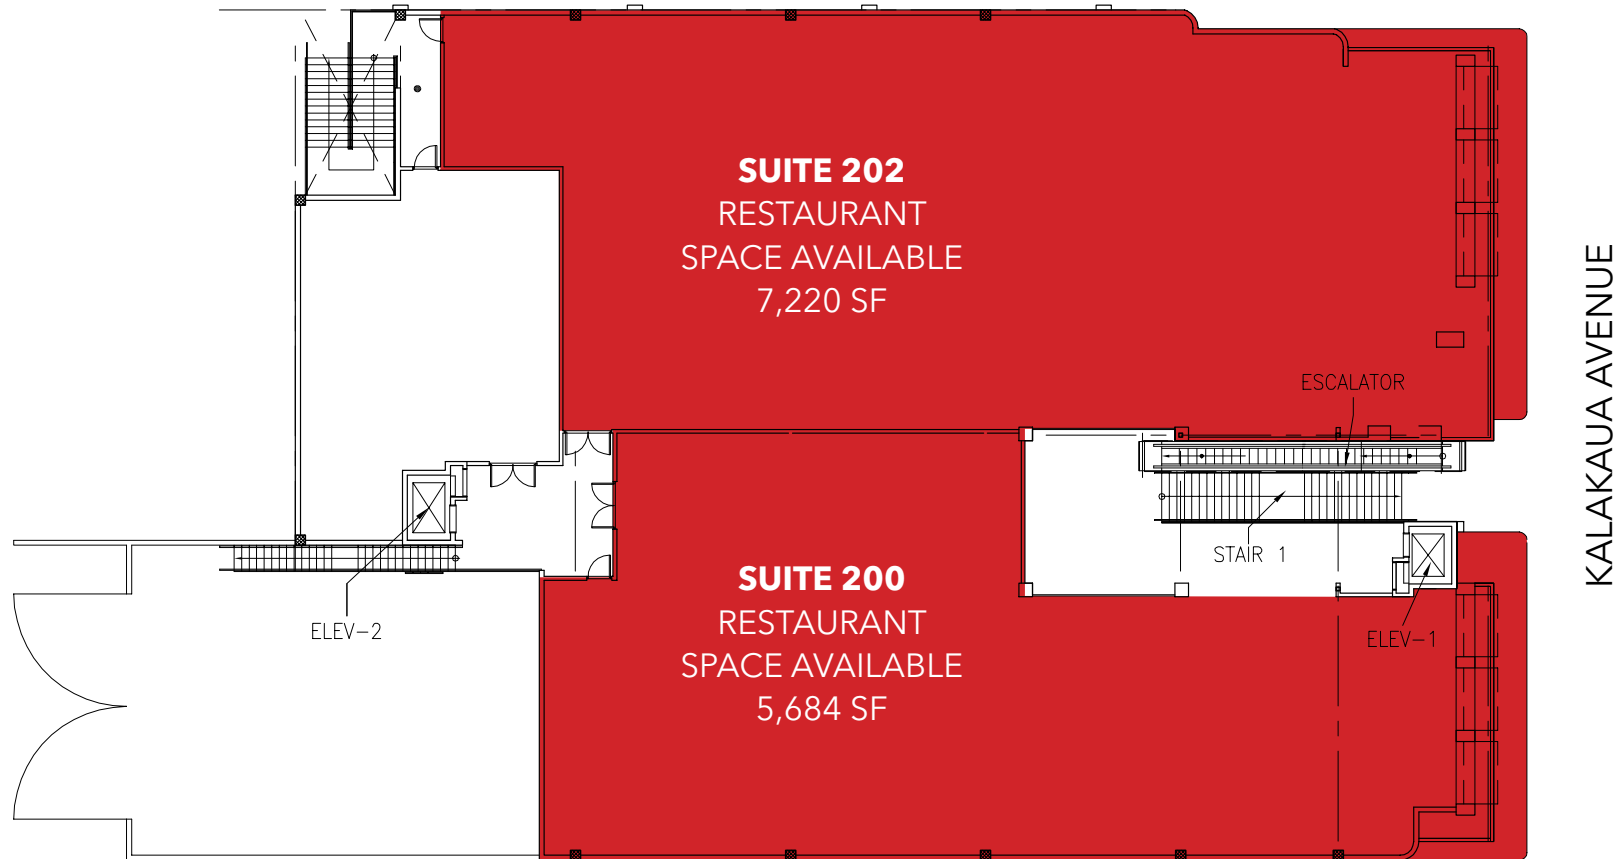 SUITE 202
RESTAURANT
SPACE AVAILABLE
7,220 SF
ESCALATOR
KALAKAUA AVENUE
STAIR 1
SUITE 200
RESTAURANT
SPACE AVAILABLE
5,684 SF
ELEV-2
ELEV-1